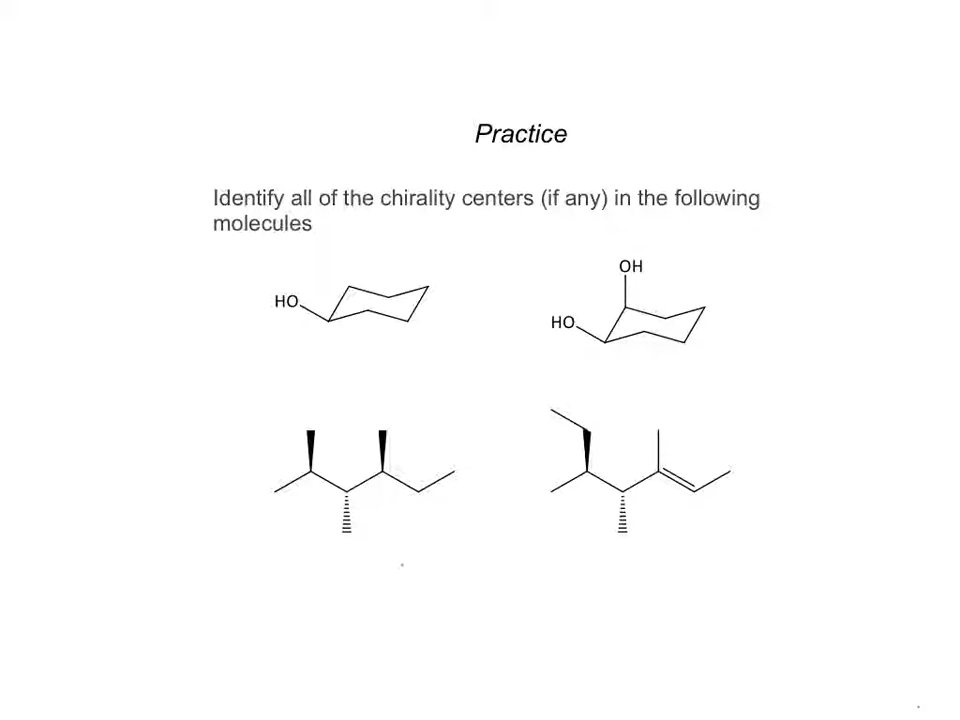 Practice
Identify all of the chirality centers (if any) in the following
molecules
OH
HO
HO